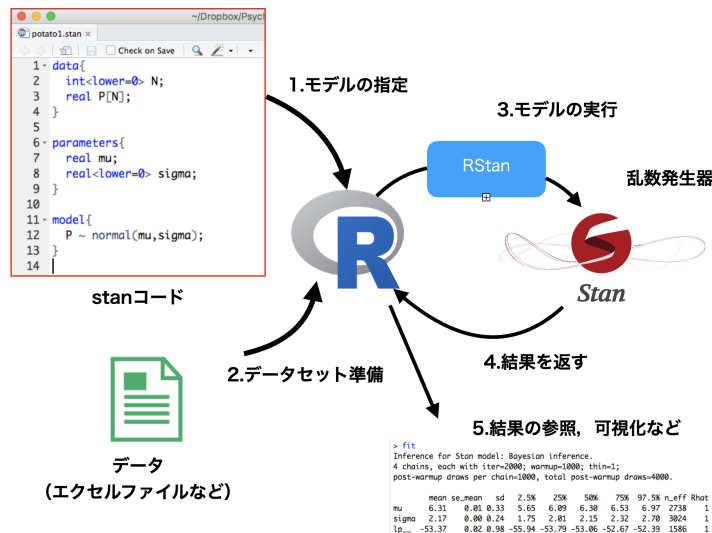 ~/Dropbox/Psych
potato1.stan ×
Check on Save
1 data{
2 int<lower=0> N;
3 real P[N];
4 }
5
6 parameters{
7 real mu;
8 real<lower=0> sigma;
9 }
10
11 model{
12 P ~ normal(mu,sigma);
13 }
14
stanコード
1.モデルの指定
3.モデルの実行
RStan
乱数発生器
R
Stan
2.データセット準備
4.結果を返す
データ
（エクセルファイルなど）
5.結果の参照，可視化など
> fit
Inference for Stan model: Bayesian inference.
4 chains, each with iter=2000; warmup=1000; thin=1;
post-warmup draws per chain=1000, total post-warmup draws=4000.
mean se_mean sd 2.5% 25% 50% 75% 97.5% n_eff Rhat
mu 6.31 0.01 0.33 5.65 6.09 6.30 6.53 6.97 2738 1
sigma 2.17 0.00 0.24 1.75 2.01 2.15 2.32 2.70 3024 1
lp__ -53.37 0.02 0.98 -55.94 -53.79 -53.06 -52.67 -52.39 1586 1